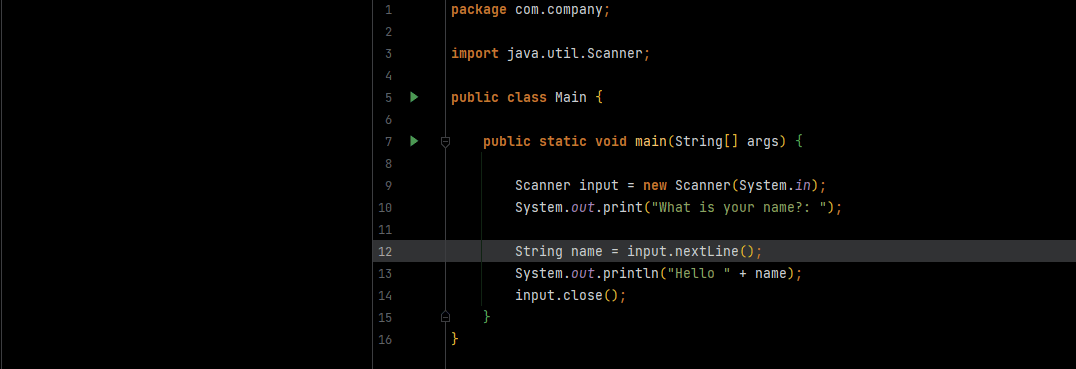 1 package com.company;
2
3 import java.util.Scanner;
4
5 public class Main {
6
7 public static void main(String[] args) {
8
9 Scanner input = new Scanner(System.in);
10 System.out.print("What is your name?: ");
11
12 String name = input.nextLine();
13 System.out.println("Hello " + name);
14 input.close();
15 }
16 }